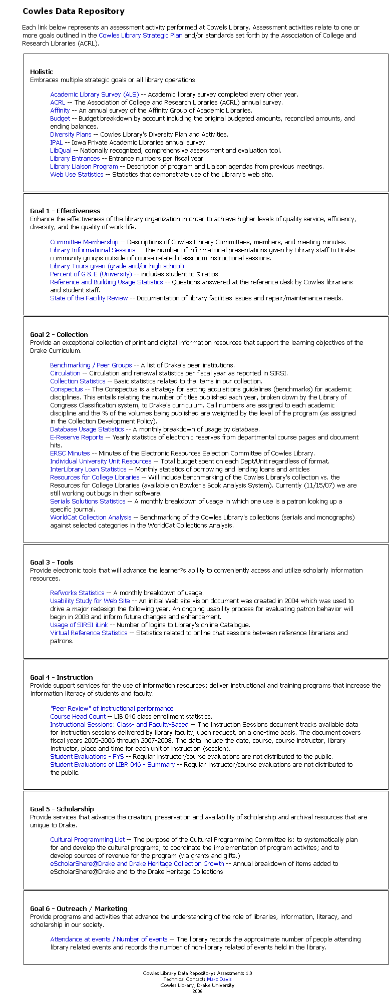 Cowles Data Repository
Each link below represents an assessment activity performed at Cowels Library. Assessment activities relate to one or
more goals outlined in the Cowles Library Strategic Plan and/or standards set forth by the Association of College and
Research Libraries (ACRL).
Holistic
Embraces multiple strategic goals or all library operations.
Academic Library Survey (ALS) -- Academic library survey completed every other year.
ACRL -- The Association of College and Research Libraries (ACRL) annual survey.
Affinity -- An annual survey of the Affinity Group of Academic Libraries.
Budget -- Budget breakdown by account including the original budgeted amounts, reconciled amounts, and
ending balances.
Diversity Plans -- Cowles Library's Diversity Plan and Activities.
IPAL -- Iowa Private Academic Libraries annual survey.
LibQual -- Nationally recognized, comprehensive assessment and evaluation tool.
Library Entrances -- Entrance numbers per fiscal year
Library Liaison Program -- Description of program and Liaison agendas from previous meetings.
Web Use Statistics -- Statistics that demonstrate use of the Library's web site.
Goal 1 - Effectiveness
Enhance the effectiveness of the library organization in order to achieve higher levels of quality service, efficiency,
diversity, and the quality of work-life.
Committee Membership -- Descriptions of Cowles Library Committees, members, and meeting minutes.
Library Informational Sessons -- The number of informational presentations given by Library staff to Drake
community groups outside of course related classroom instructional sessions.
Library Tours given (grade and/or high school)
Percent of G & E (University) -- includes student to $ ratios
Reference and Building Usage Statistics -- Questions answered at the reference desk by Cowles librarians
and student staff.
State of the Facility Review -- Documentation of library facilities issues and repair/maintenance needs.
Goal 2 - Collection
Provide an exceptional collection of print and digital information resources that support the learning objectives of the
Drake Curriculum.
Benchmarking / Peer Groups -- A list of Drake's peer institutions.
Circulation -- Circulation and renewal statistics per fiscal year as reported in SIRSI.
Collection Statistics -- Basic statistics related to the items in our collection.
Conspectus -- The Conspectus is a strategy for setting acquisitions guidelines (benchmarks) for academic
disciplines. This entails relating the number of titles published each year, broken down by the Library of
Congress Classification system, to Drake's curriculum. Call numbers are assigned to each academic
discipline and the % of the volumes being published are weighted by the level of the program (as assigned
in the Collection Development Policy).
Database Usage Statistics -- A monthly breakdown of usage by database.
E-Reserve Reports -- Yearly statistics of electronic reserves from departmental course pages and document
hits.
ERSC Minutes -- Minutes of the Electronic Resources Selection Committee of Cowles Library.
Individual University Unit Resources -- Total budget spent on each Dept/Unit regardless of format.
InterLibrary Loan Statistics -- Monthly statistics of borrowing and lending loans and articles
Resources for College Libraries -- Will include benchmarking of the Cowles Library's collection vs. the
Resources for College Libraries (available on Bowker's Book Analysis System). Currently (11/15/07) we are
still working out bugs in their software.
Serials Solutions Statistics -- A monthly breakdown of usage in which one use is a patron looking up a
specific journal.
WorldCat Collection Analysis -- Benchmarking of the Cowles Library's collections (serials and monographs)
against selected categories in the WorldCat Collections Analysis.
Goal 3 - Tools
Provide electronic tools that will advance the learner?s ability to conveniently access and utilize scholarly information
resources.
Refworks Statistics -- A monthly breakdown of usage.
Usability Study for Web Site -- An initial Web site vision document was created in 2004 which was used to
drive a major redesign the following year. An ongoing usability process for evaluating patron behavior will
begin in 2008 and inform future changes and enhancement.
Usage of SIRSI iLink -- Number of logins to Library's online Catalogue.
Virtual Reference Statistics -- Statistics related to online chat sessions between reference librarians and
patrons.
Goal 4 - Instruction
Provide support services for the use of information resources; deliver instructional and training programs that increase the
information literacy of students and faculty.
"Peer Review" of instructional performance
Course Head Count -- LIB 046 class enrollment statistics.
Instructional Sessions: Class- and Faculty-Based -- The Instruction Sessions document tracks available data
for instruction sessions delivered by library faculty, upon request, on a one-time basis. The document covers
fiscal years 2005-2006 through 2007-2008. The data include the date, course, course instructor, library
instructor, place and time for each unit of instruction (session).
Student Evaluations - FYS -- Regular instructor/course evaluations are not distributed to the public.
Student Evaluations of LIBR 046 - Summary -- Regular instructor/course evaluations are not distributed to
the public.
Goal 5 - Scholarship
Provide services that advance the creation, preservation and availability of scholarship and archival resources that are
unique to Drake.
Cultural Programming List -- The purpose of the Cultural Programming Committee is: to systematically plan
for and develop the cultural programs; to coordinate the implementation of program activites; and to
develop sources of revenue for the program (via grants and gifts.)
eScholarShare@Drake and Drake Heritage Collection Growth -- Annual breakdown of items added to
eScholarShare@Drake and to the Drake Heritage Collections
Goal 6 - Outreach / Marketing
Provide programs and activities that advance the understanding of the role of libraries, information, literacy, and
scholarship in our society.
Attendance at events / Number of events -- The library records the approximate number of people attending
library related events and records the number of non-library related of events held in the library.
Cowles Library Data Repository: Assessments 1.0
Technical Contact: Marc Davis
Cowles Library, Drake University
2006